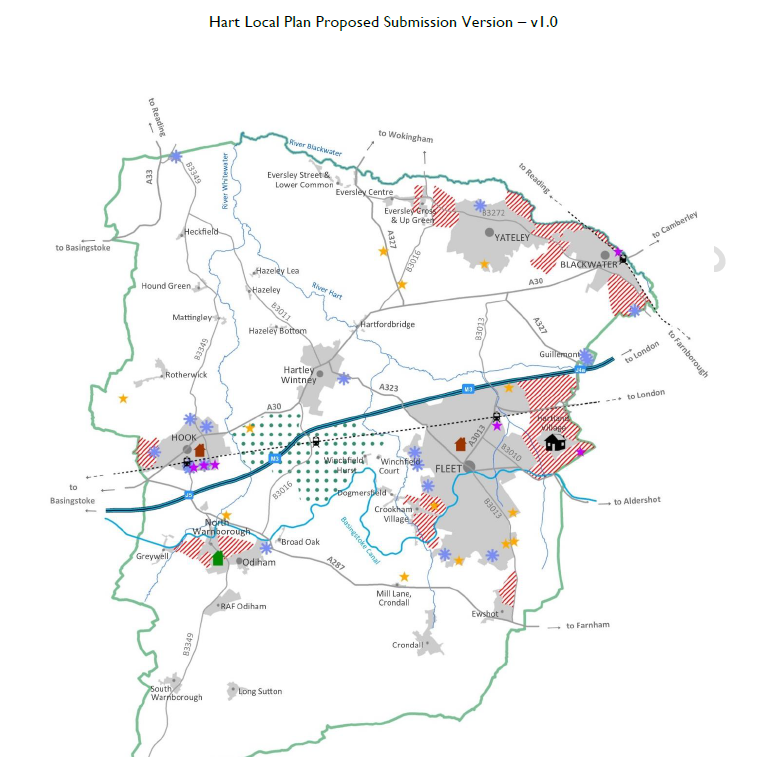 Hart Local Plan Proposed Submission Version – v1.0
to Reading
to Wokingham
River Blackwater
A33
B3349
River Whitewater
Eversley Street &
Lower Common
to Reading
Eversley Centre
Eversley Cross
& Up Green
B3272
to Camberley
Heckfield
YATELEY
to Basingstoke
A327
B3016
BLACKWATER
Hazeley Lea
A30
Hound Green
Hazeley
River Hart
B3011
Mattingley
Hartfordbridge
B3013
A327
Hazeley Bottom
to Farnborough
B3349
Guillemont
to London
J4a
Rotherwick
Hartley
Wintney
A323
M3
to London
A30
Hartland
Village
HOOK
A3013
B3010
M3
Winchfield
Hurst
Winchfield
Court
FLEET
to
Basingstoke
J5
B3016
Dogmersfield
B3013
to Aldershot
Crookham
Village
North
Warnborough
Basingstoke Canal
Broad Oak
Greywell
Odiham
A287
Mill Lane,
Crondall
RAF Odiham
Ewshot
to Farnham
B3349
Crondall
South
Warnborough
Long Sutton